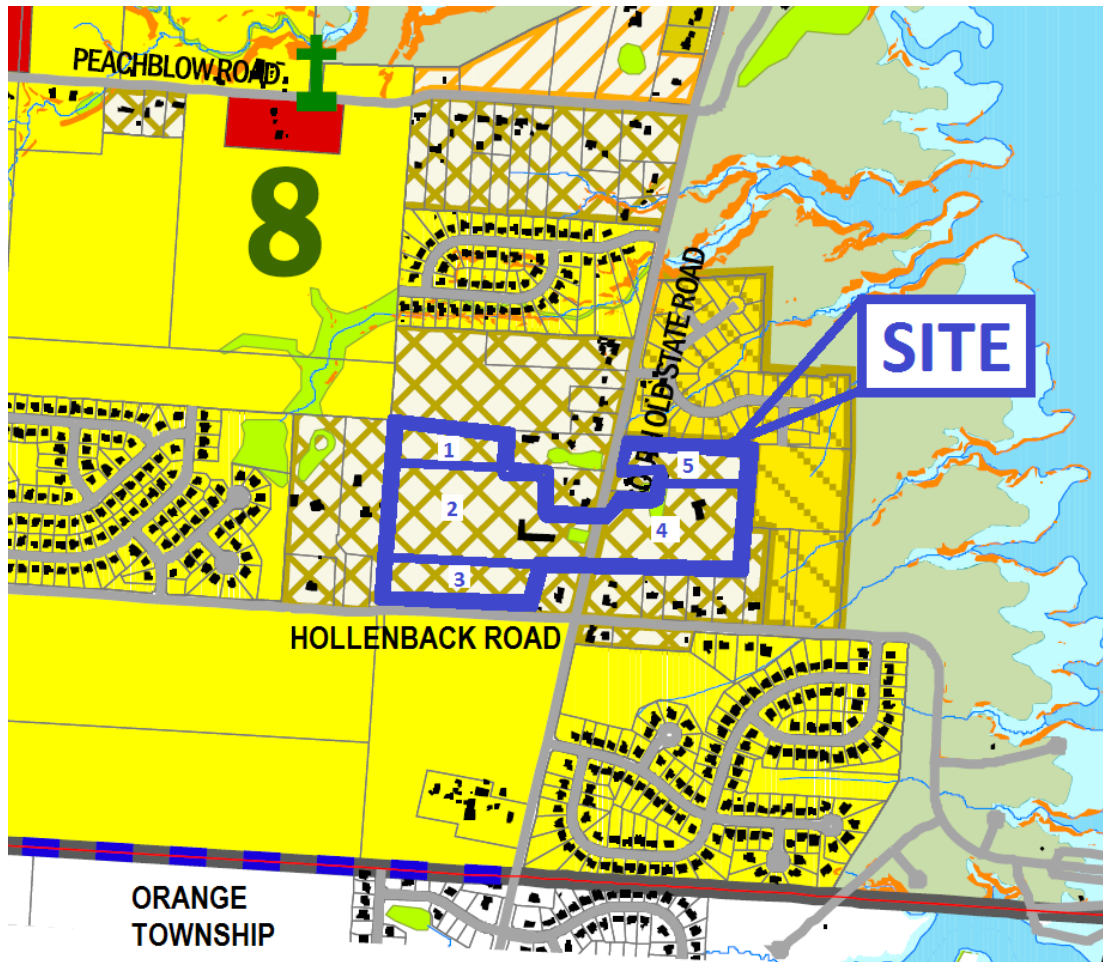 PEACHBLOW ROAD
8
OLD STATE ROAD
SITE
1
5
2
4
3
HOLLENBACK ROAD
ORANGE
TOWNSHIP